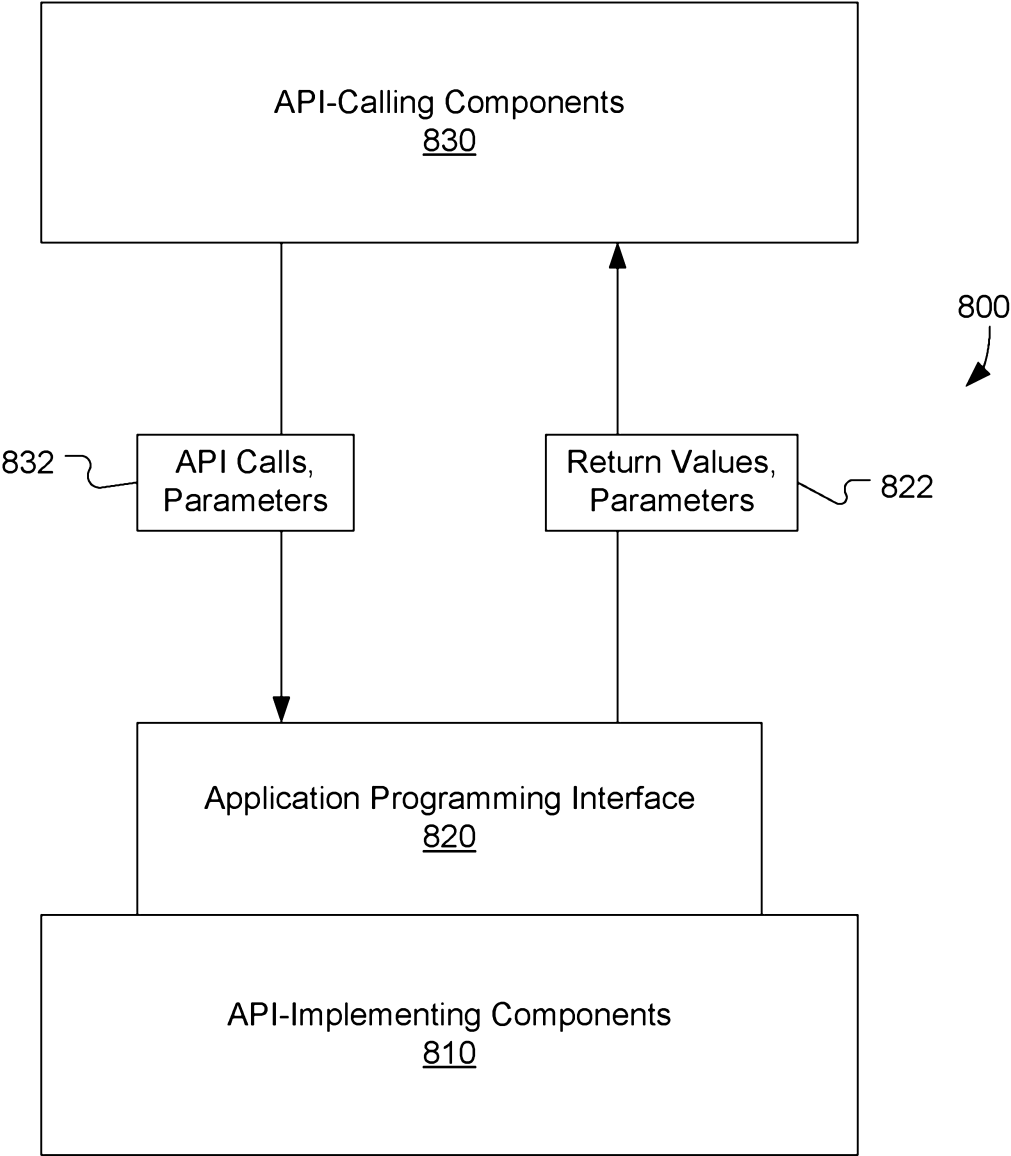 API-Calling Components
830
800
832
API Calls,
Parameters
Return Values,
Parameters
822
Application Programming Interface
820
API-Implementing Components
810